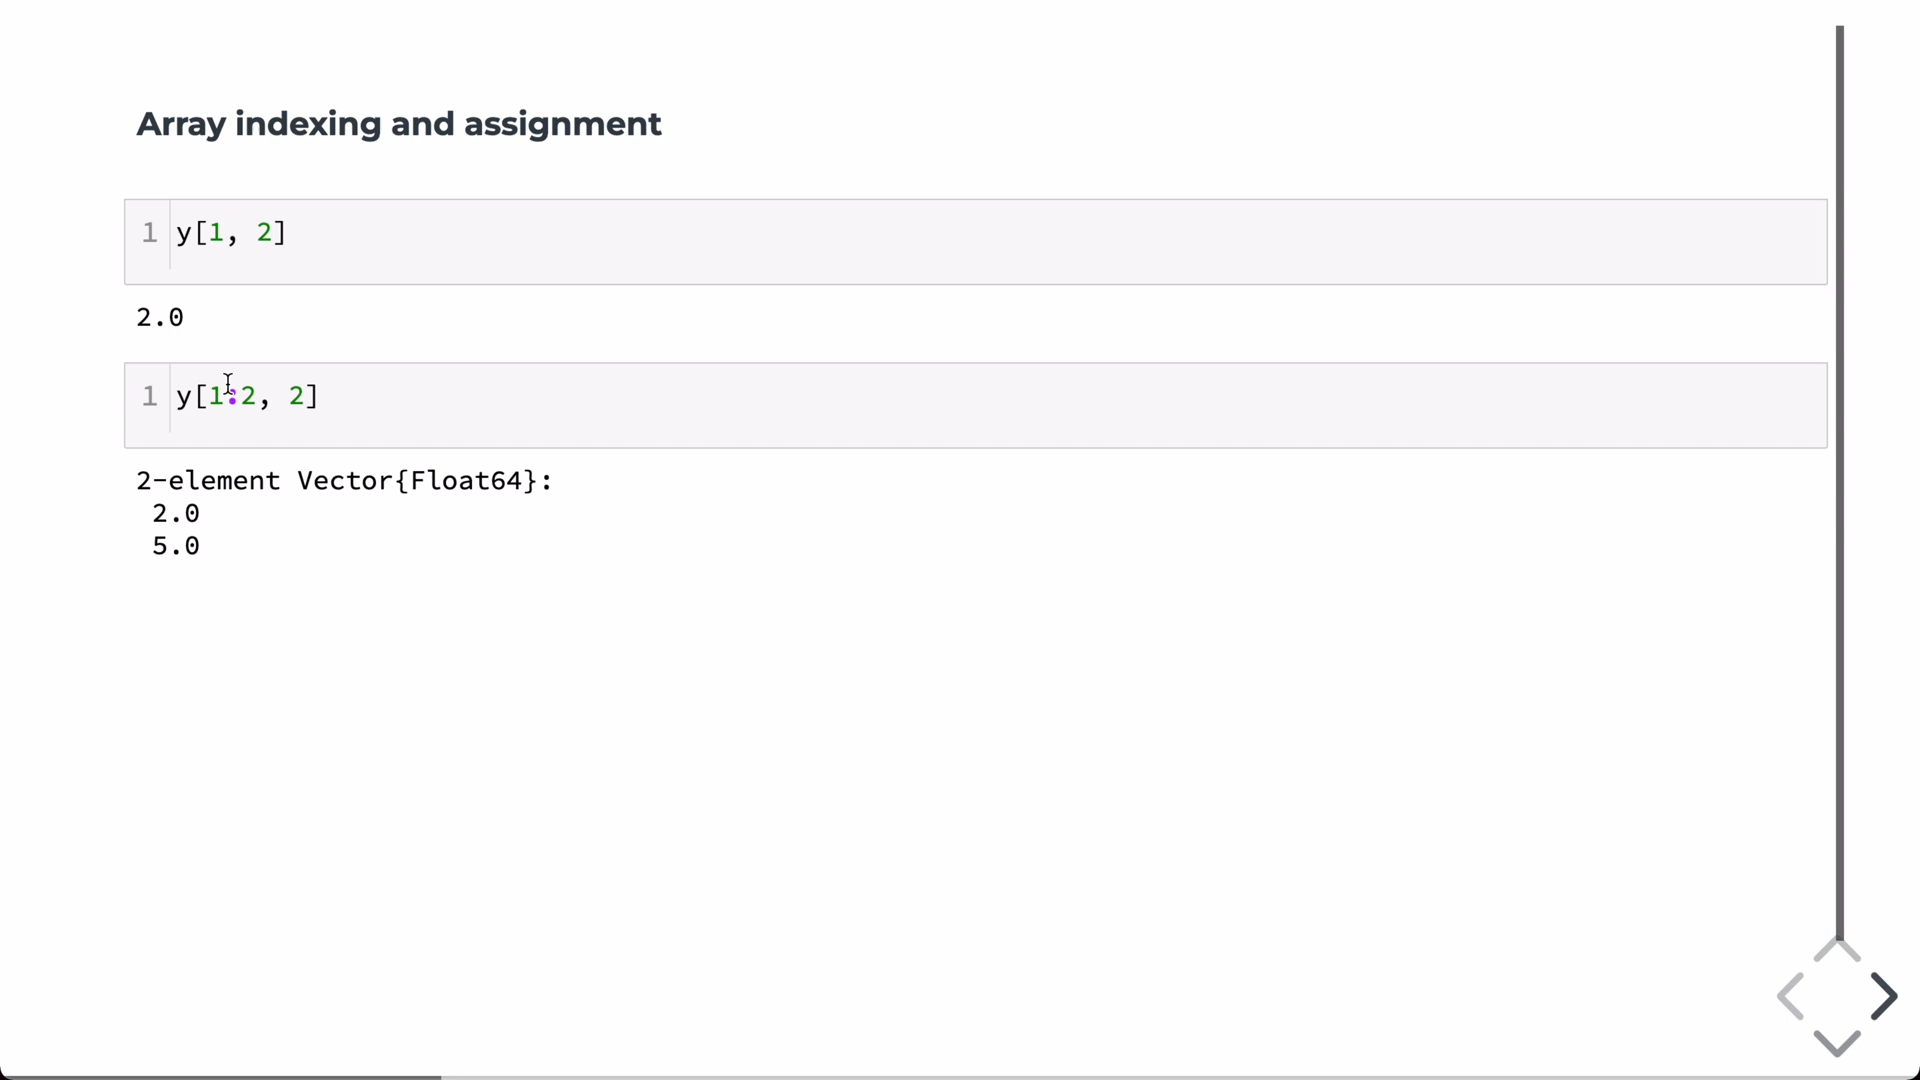 Array indexing and assignment
1 y[1, 2]
2.0
1 y[1:2, 2]
2-element Vector{Float64}:
2.0
5.0